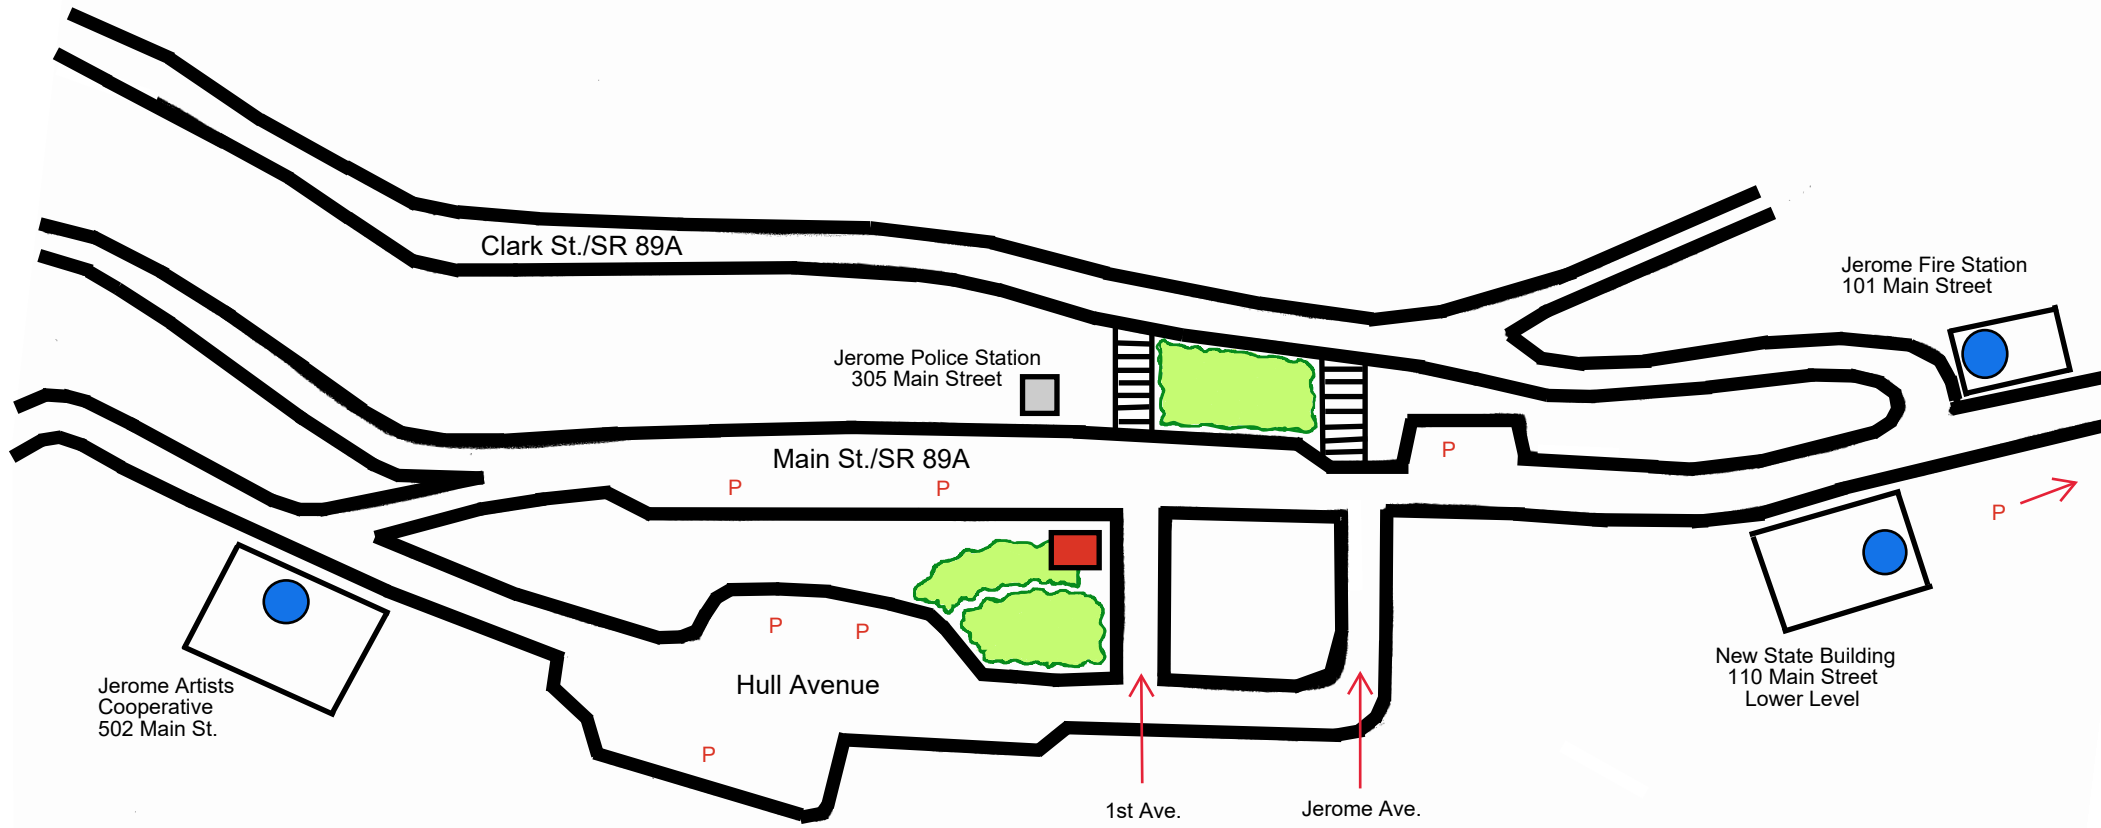 Clark St./SR 89A
Jerome Fire Station
101 Main Street
Jerome Police Station
305 Main Street
P
Main St./SR 89A
P
P
P
P
P
Hull Avenue
P
Jerome Artists
Cooperative
502 Main St.
New State Building
110 Main Street
Lower Level
1st Ave.
Jerome Ave.